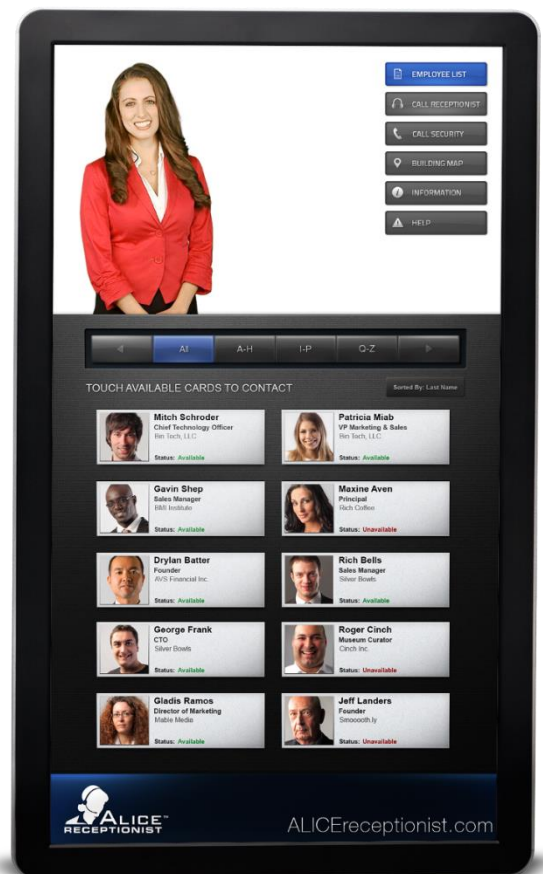 EMPLOYEE LIST
CALL RECEPTIONIST
CALL SECURITY
BUILDING MAP
INFORMATION
HELP
All
A-H
I-P
Q-Z
TOUCH AVAILABLE CARDS TO CONTACT
Sorted By: Last Name
Mitch Schroder
Chief Technology Officer
Bin Tech, LLC
Status: Available
Patricia Miab
VP Marketing & Sales
Bin Tech, LLC
Status: Available
Gavin Shep
Sales Manager
BMI Institute
Status: Available
Maxine Aven
Principal
Rich Coffee
Status: Unavailable
Drylan Batter
Founder
AVS Financial Inc.
Status: Available
Rich Bells
Sales Manager
Silver Bowls
Status: Available
George Frank
CTO
Silver Bowls
Status: Available
Roger Cinch
Museum Curator
Cinch Inc.
Status: Unavailable
Gladis Ramos
Director of Marketing
Mable Media
Status: Available
Jeff Landers
Founder
Smooooth.ly
Status: Unavailable
ALICE™
RECEPTIONIST
ALICEreceptionist.com